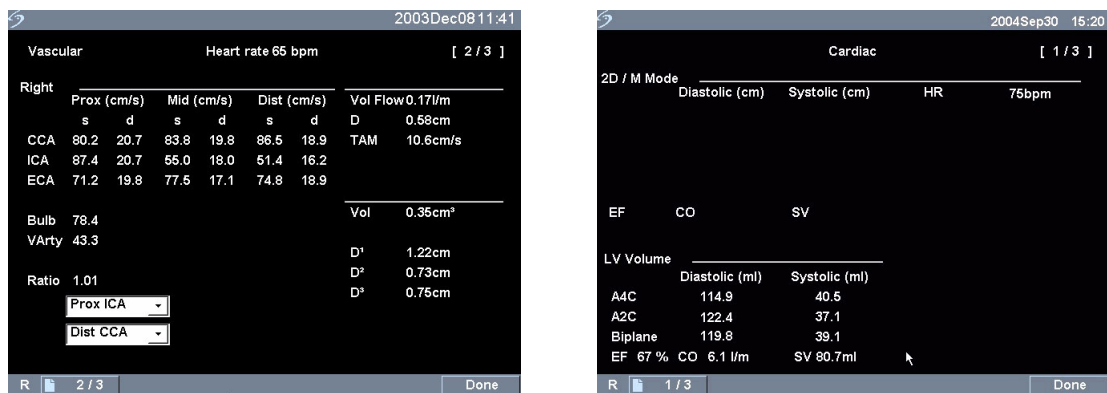 2003Dec08 11:41
Vascular Heart rate 65 bpm [ 2/3 ]
Right
Prox (cm/s) Mid (cm/s) Dist (cm/s) Vol Flow 0.17l/m
s d s d s d D 0.58cm
CCA 80.2 20.7 83.8 19.8 86.5 18.9 TAM 10.6cm/s
ICA 87.4 20.7 55.0 18.0 51.4 16.2
ECA 71.2 19.8 77.5 17.1 74.8 18.9
Vol 0.35cm³
Bulb 78.4
VArty 43.3
D¹ 1.22cm
D² 0.73cm
Ratio 1.01
D³ 0.75cm
Prox ICA
Dist CCA
R 2/3 Done
2004Sep30 15:20
Cardiac [ 1/3 ]
2D / M Mode
Diastolic (cm) Systolic (cm) HR 75bpm
EF CO SV
LV Volume
Diastolic (ml) Systolic (ml)
A4C 114.9 40.5
A2C 122.4 37.1
Biplane 119.8 39.1
EF 67 % CO 6.1 l/m SV 80.7ml
R 1/3 Done